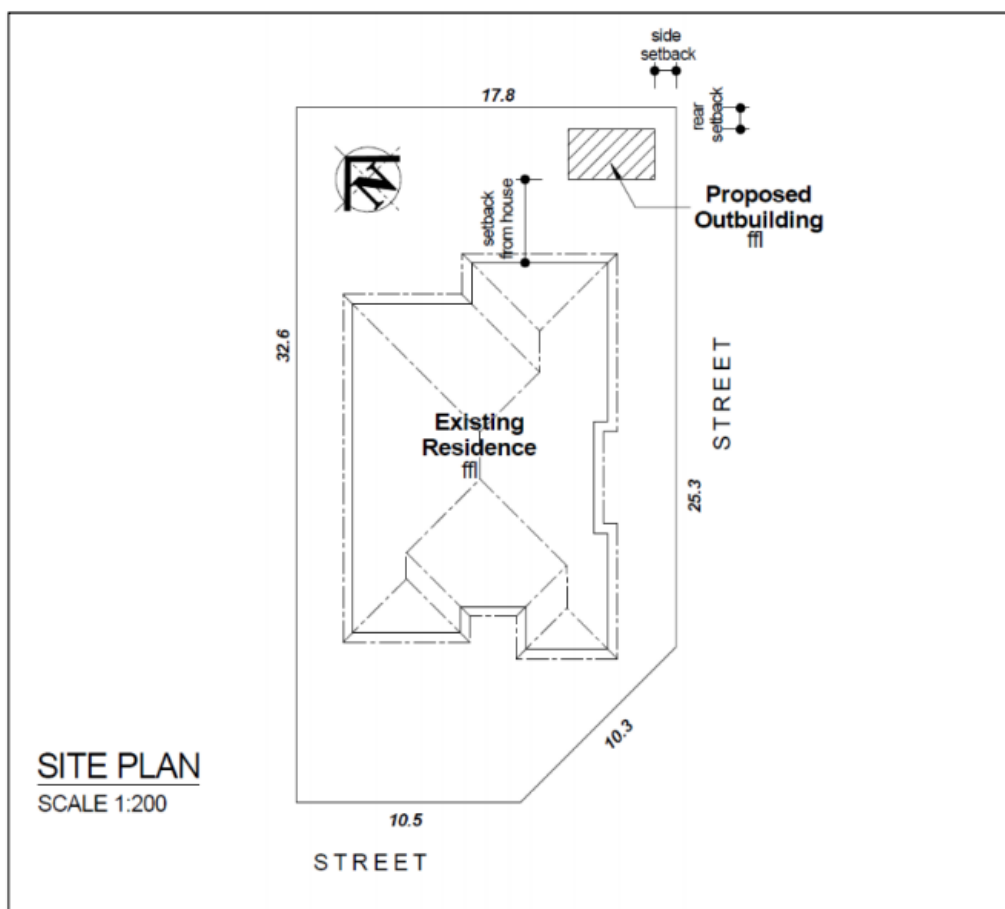 side
setback
17.8
rear
setback
N
setback
from house
Proposed
Outbuilding
ffl
32.6
STREET
Existing
Residence
ffl
25.3
10.3
SITE PLAN
SCALE 1:200
10.5
STREET